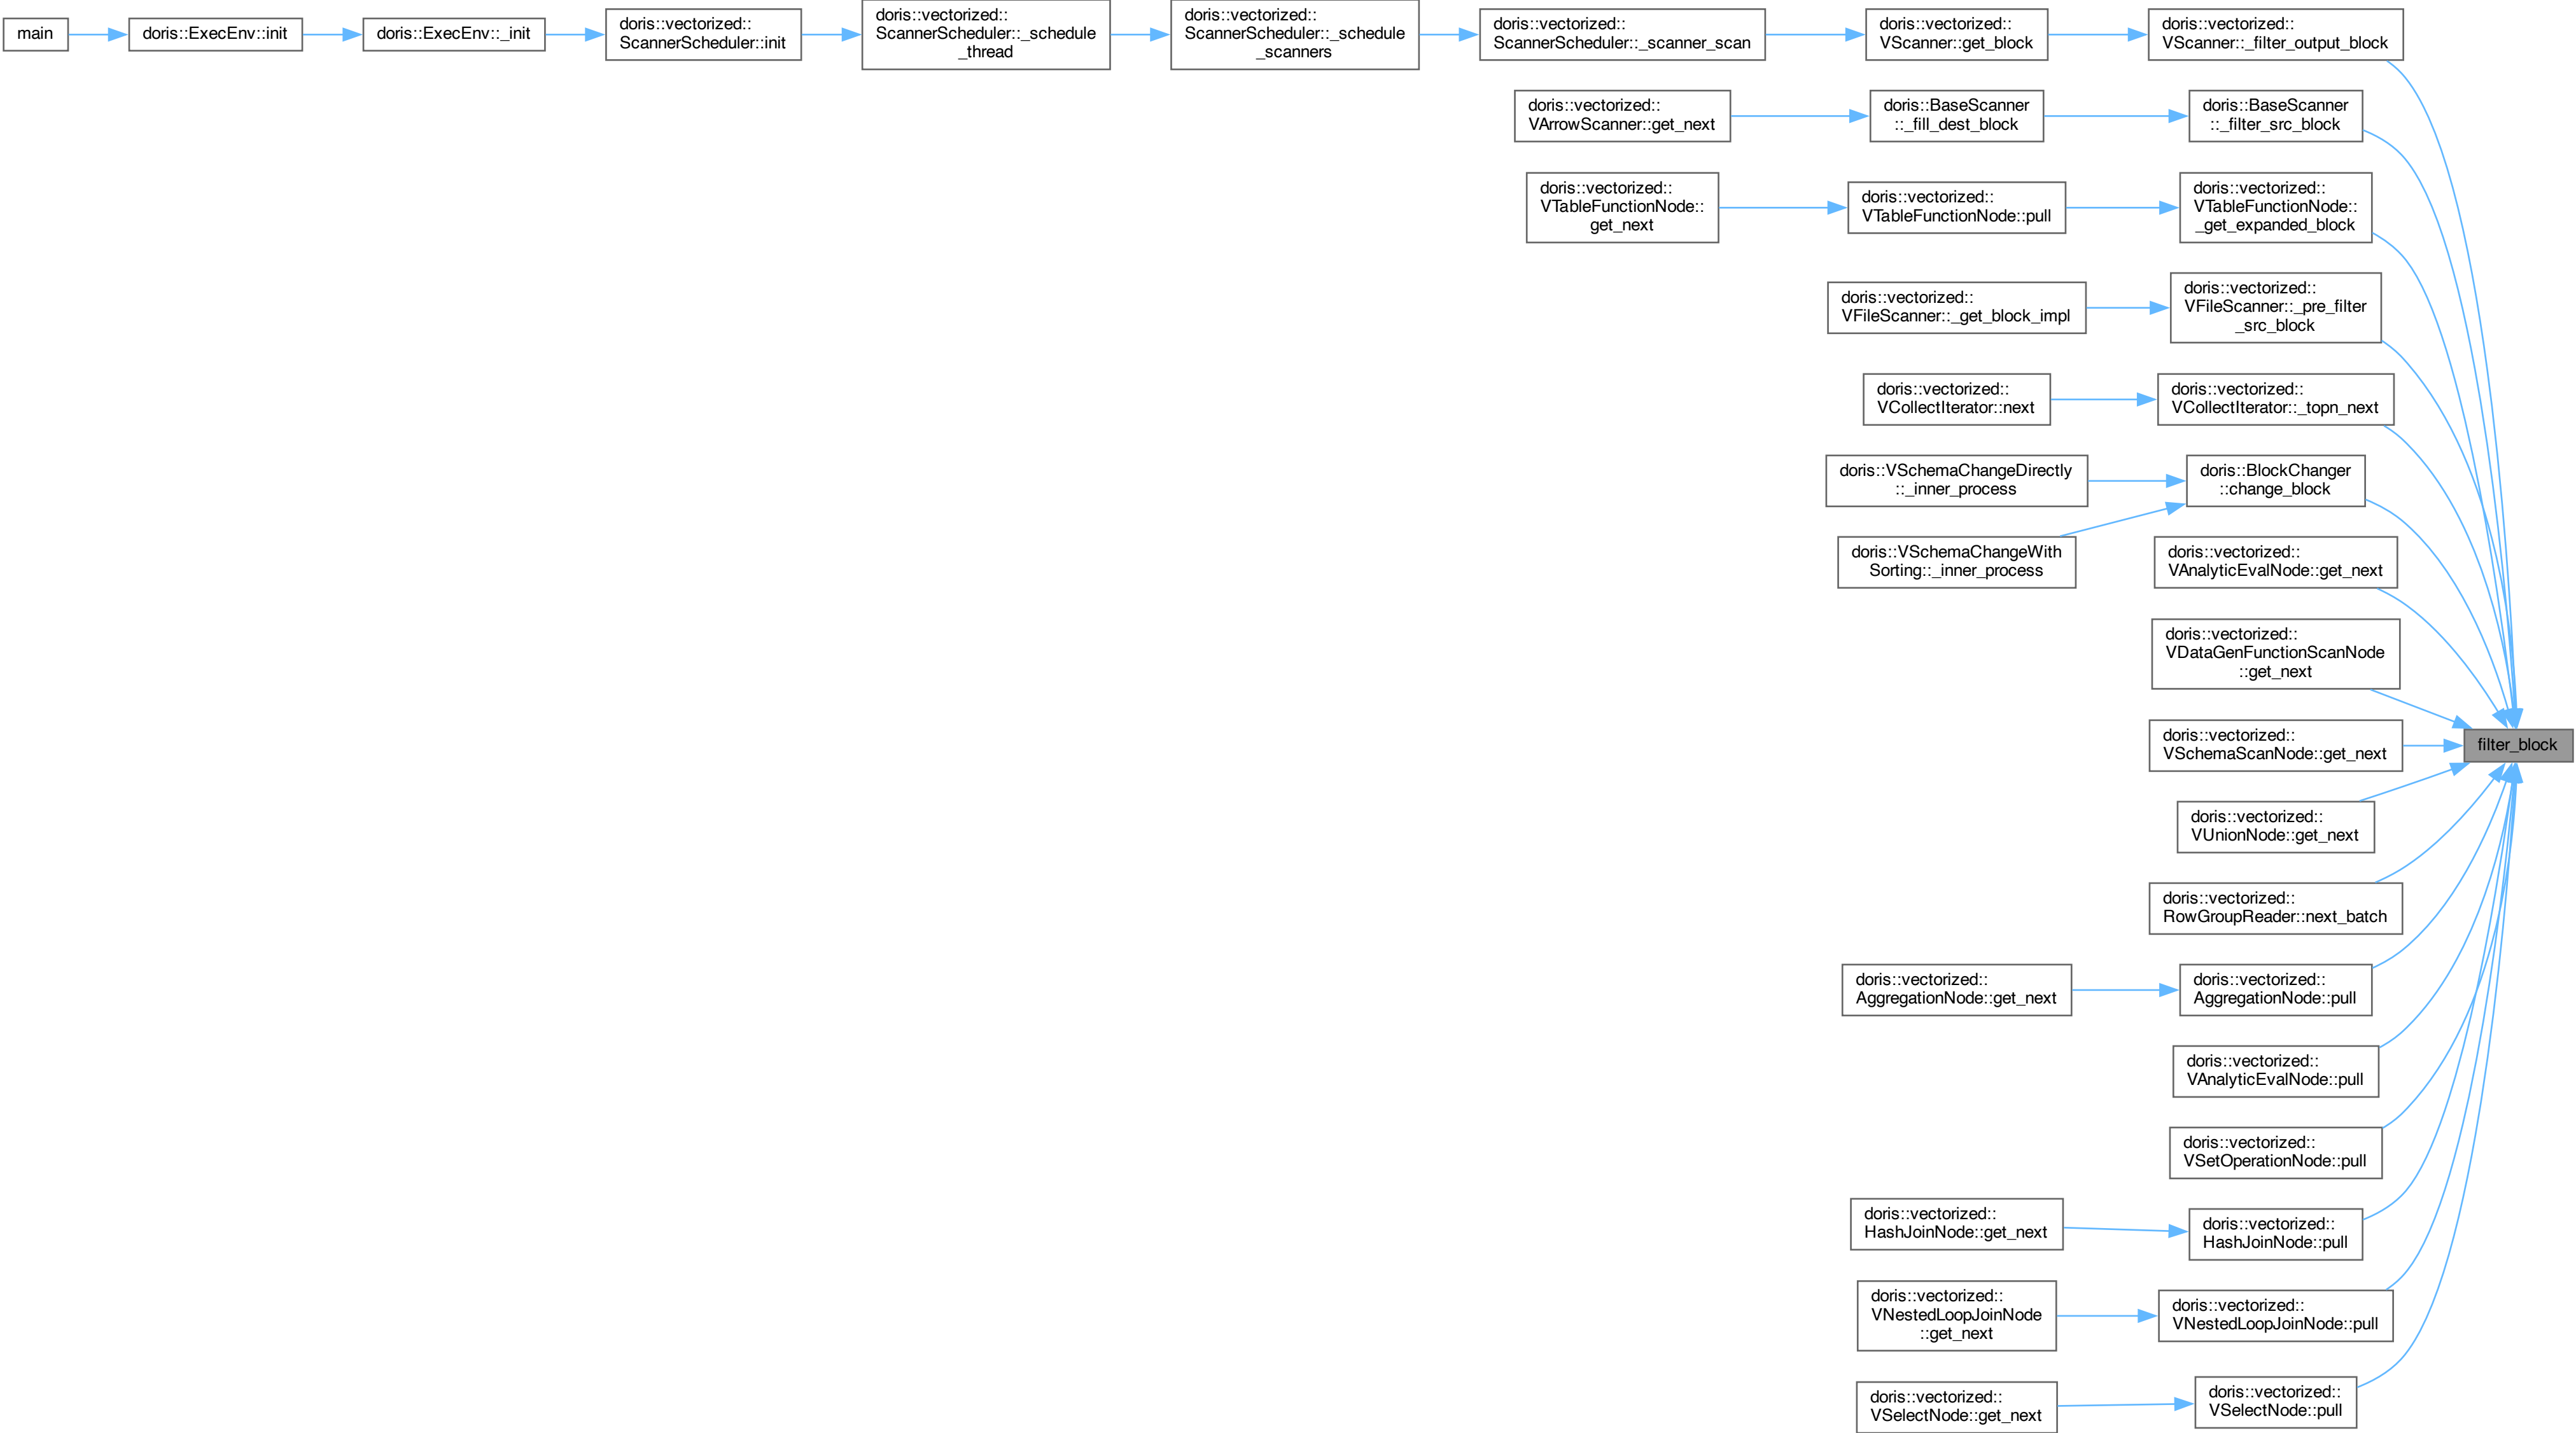 main
doris::ExecEnv::init
doris::ExecEnv::_init
doris::vectorized::
ScannerScheduler::init
doris::vectorized::
ScannerScheduler::_schedule
_thread
doris::vectorized::
ScannerScheduler::_schedule
_scanners
doris::vectorized::
ScannerScheduler::_scanner_scan
doris::vectorized::
VScanner::get_block
doris::vectorized::
VScanner::_filter_output_block
doris::vectorized::
VArrowScanner::get_next
doris::BaseScanner
::_fill_dest_block
doris::BaseScanner
::_filter_src_block
doris::vectorized::
VTableFunctionNode::
get_next
doris::vectorized::
VTableFunctionNode::pull
doris::vectorized::
VTableFunctionNode::
_get_expanded_block
doris::vectorized::
VFileScanner::_get_block_impl
doris::vectorized::
VFileScanner::_pre_filter
_src_block
doris::vectorized::
VCollectIterator::next
doris::vectorized::
VCollectIterator::_topn_next
doris::VSchemaChangeDirectly
::_inner_process
doris::BlockChanger
::change_block
doris::VSchemaChangeWith
Sorting::_inner_process
doris::vectorized::
VAnalyticEvalNode::get_next
doris::vectorized::
VDataGenFunctionScanNode
::get_next
doris::vectorized::
VSchemaScanNode::get_next
filter_block
doris::vectorized::
VUnionNode::get_next
doris::vectorized::
RowGroupReader::next_batch
doris::vectorized::
AggregationNode::get_next
doris::vectorized::
AggregationNode::pull
doris::vectorized::
VAnalyticEvalNode::pull
doris::vectorized::
VSetOperationNode::pull
doris::vectorized::
HashJoinNode::get_next
doris::vectorized::
HashJoinNode::pull
doris::vectorized::
VNestedLoopJoinNode
::get_next
doris::vectorized::
VNestedLoopJoinNode::pull
doris::vectorized::
VSelectNode::get_next
doris::vectorized::
VSelectNode::pull